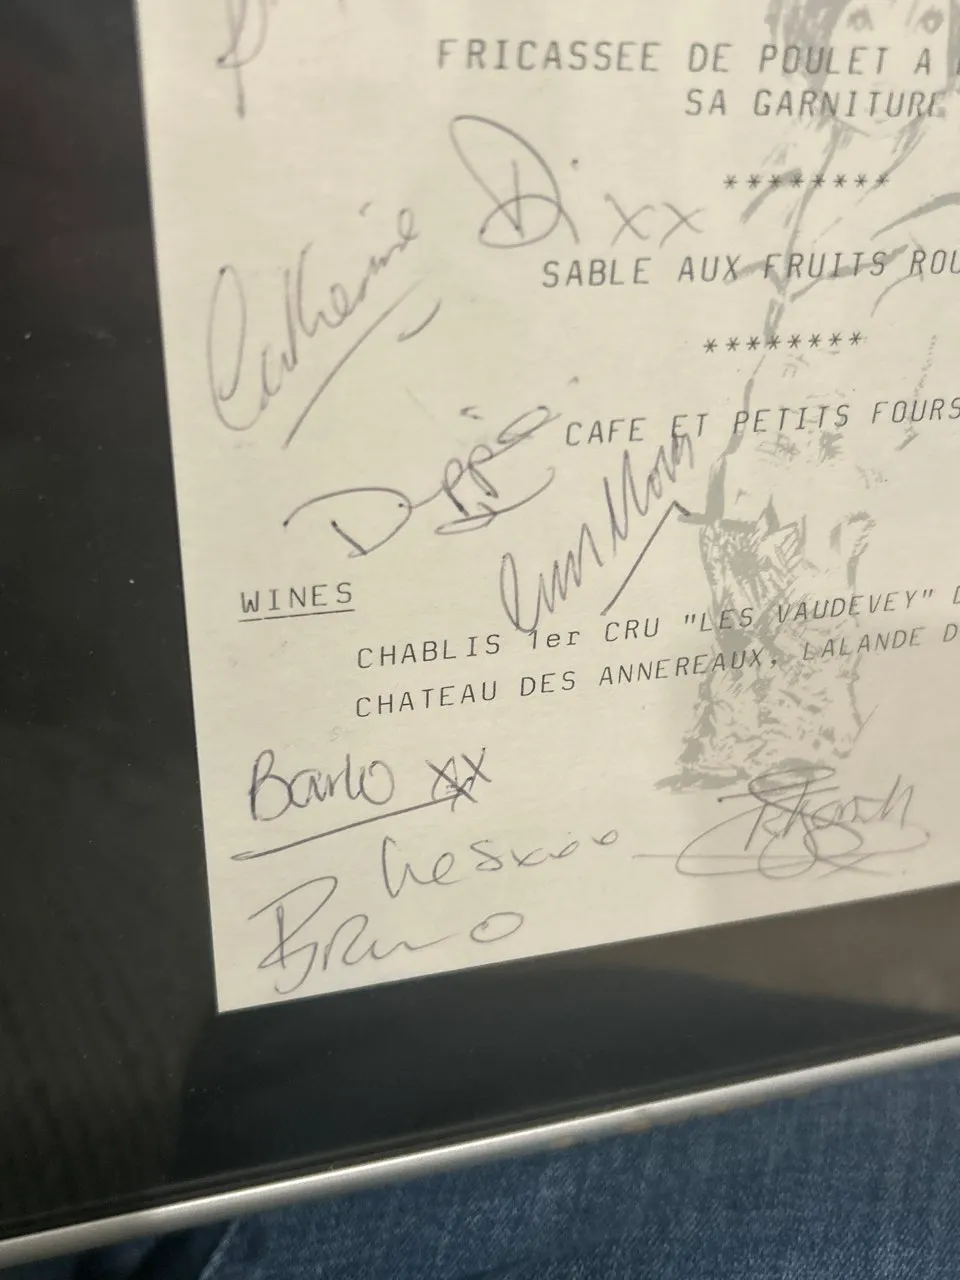 FRICASSEE DE POULET A
SA GARNITURE
********
Di xx
Catherine
SABLE AUX FRUITS ROU
********
CAFE ET PETITS FOURS
WINES
CHABLIS 1er CRU "LES VAUDEVEY" D
CHATEAU DES ANNEREAUX, LALANDE D
Barlo xx
Bruno